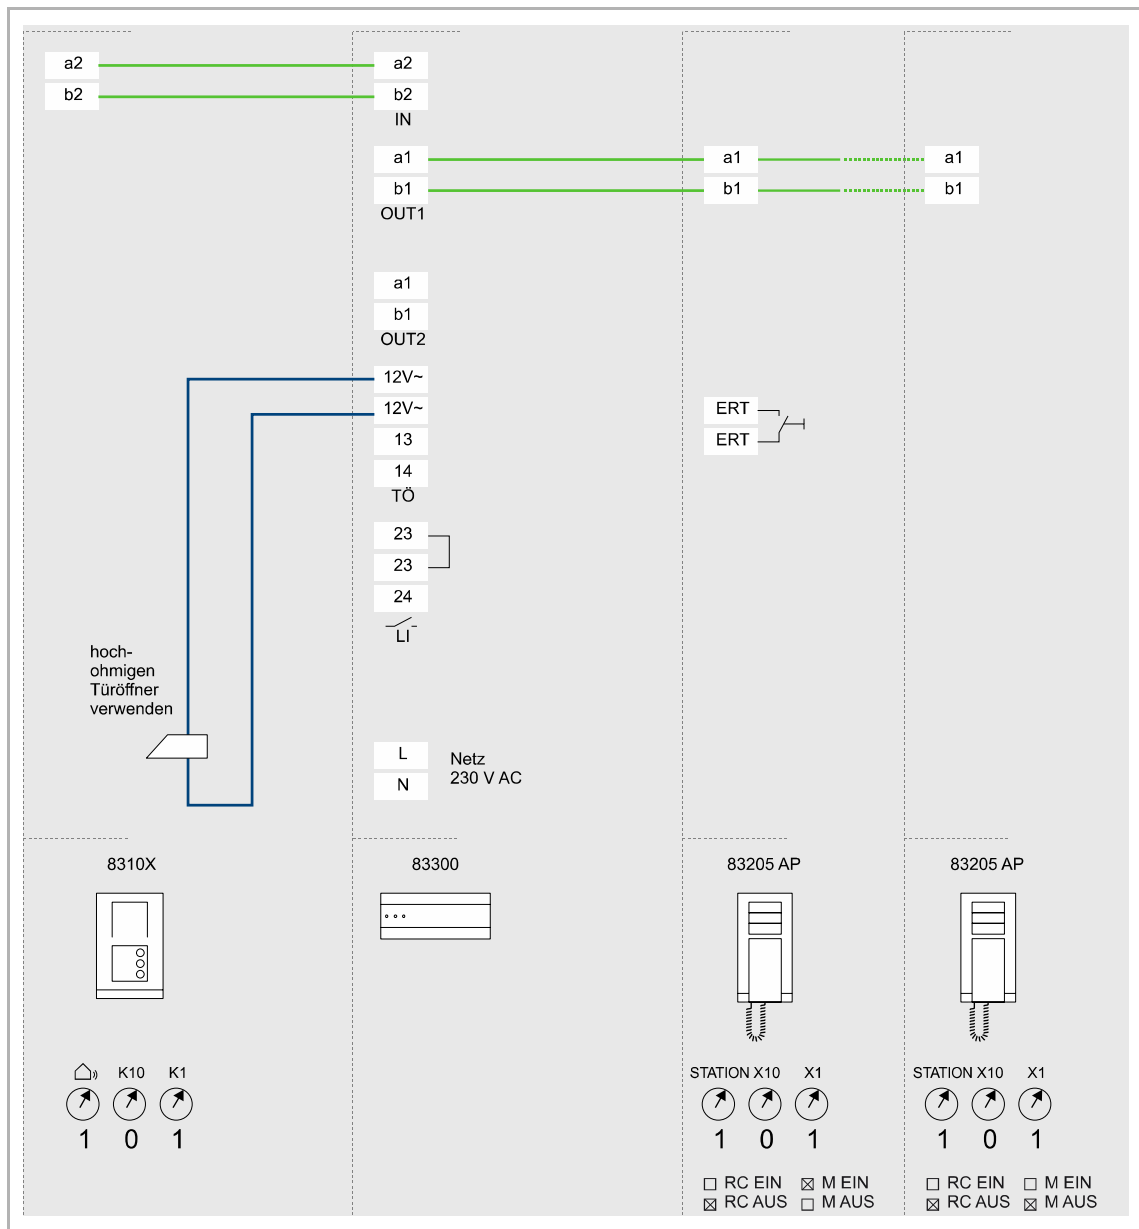 a2
b2
a2
b2
IN
a1
b1
OUT1
a1
b1
a1
b1
a1
b1
OUT2
12V~
12V~
13
14
TÖ
ERT
ERT
23
23
24
LI
hoch-
ohmigen
Türöffner
verwenden
L
N
Netz
230 V AC
8310X
83300
83205 AP
83205 AP
K10 K1
1 0 1
STATION X10 X1
1 0 1
STATION X10 X1
1 0 1
☐ RC EIN ☒ M EIN
☒ RC AUS ☐ M AUS
☐ RC EIN ☐ M EIN
☒ RC AUS ☒ M AUS